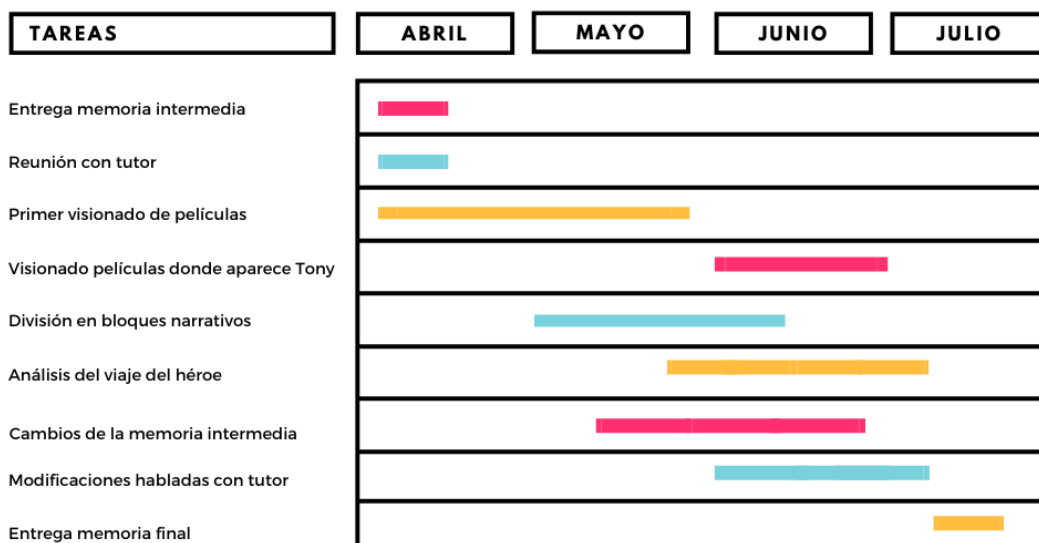 TAREAS ABRIL MAYO JUNIO JULIO
Entrega memoria intermedia
Reunión con tutor
Primer visionado de películas
Visionado películas donde aparece Tony
División en bloques narrativos
Análisis del viaje del héroe
Cambios de la memoria intermedia
Modificaciones habladas con tutor
Entrega memoria final